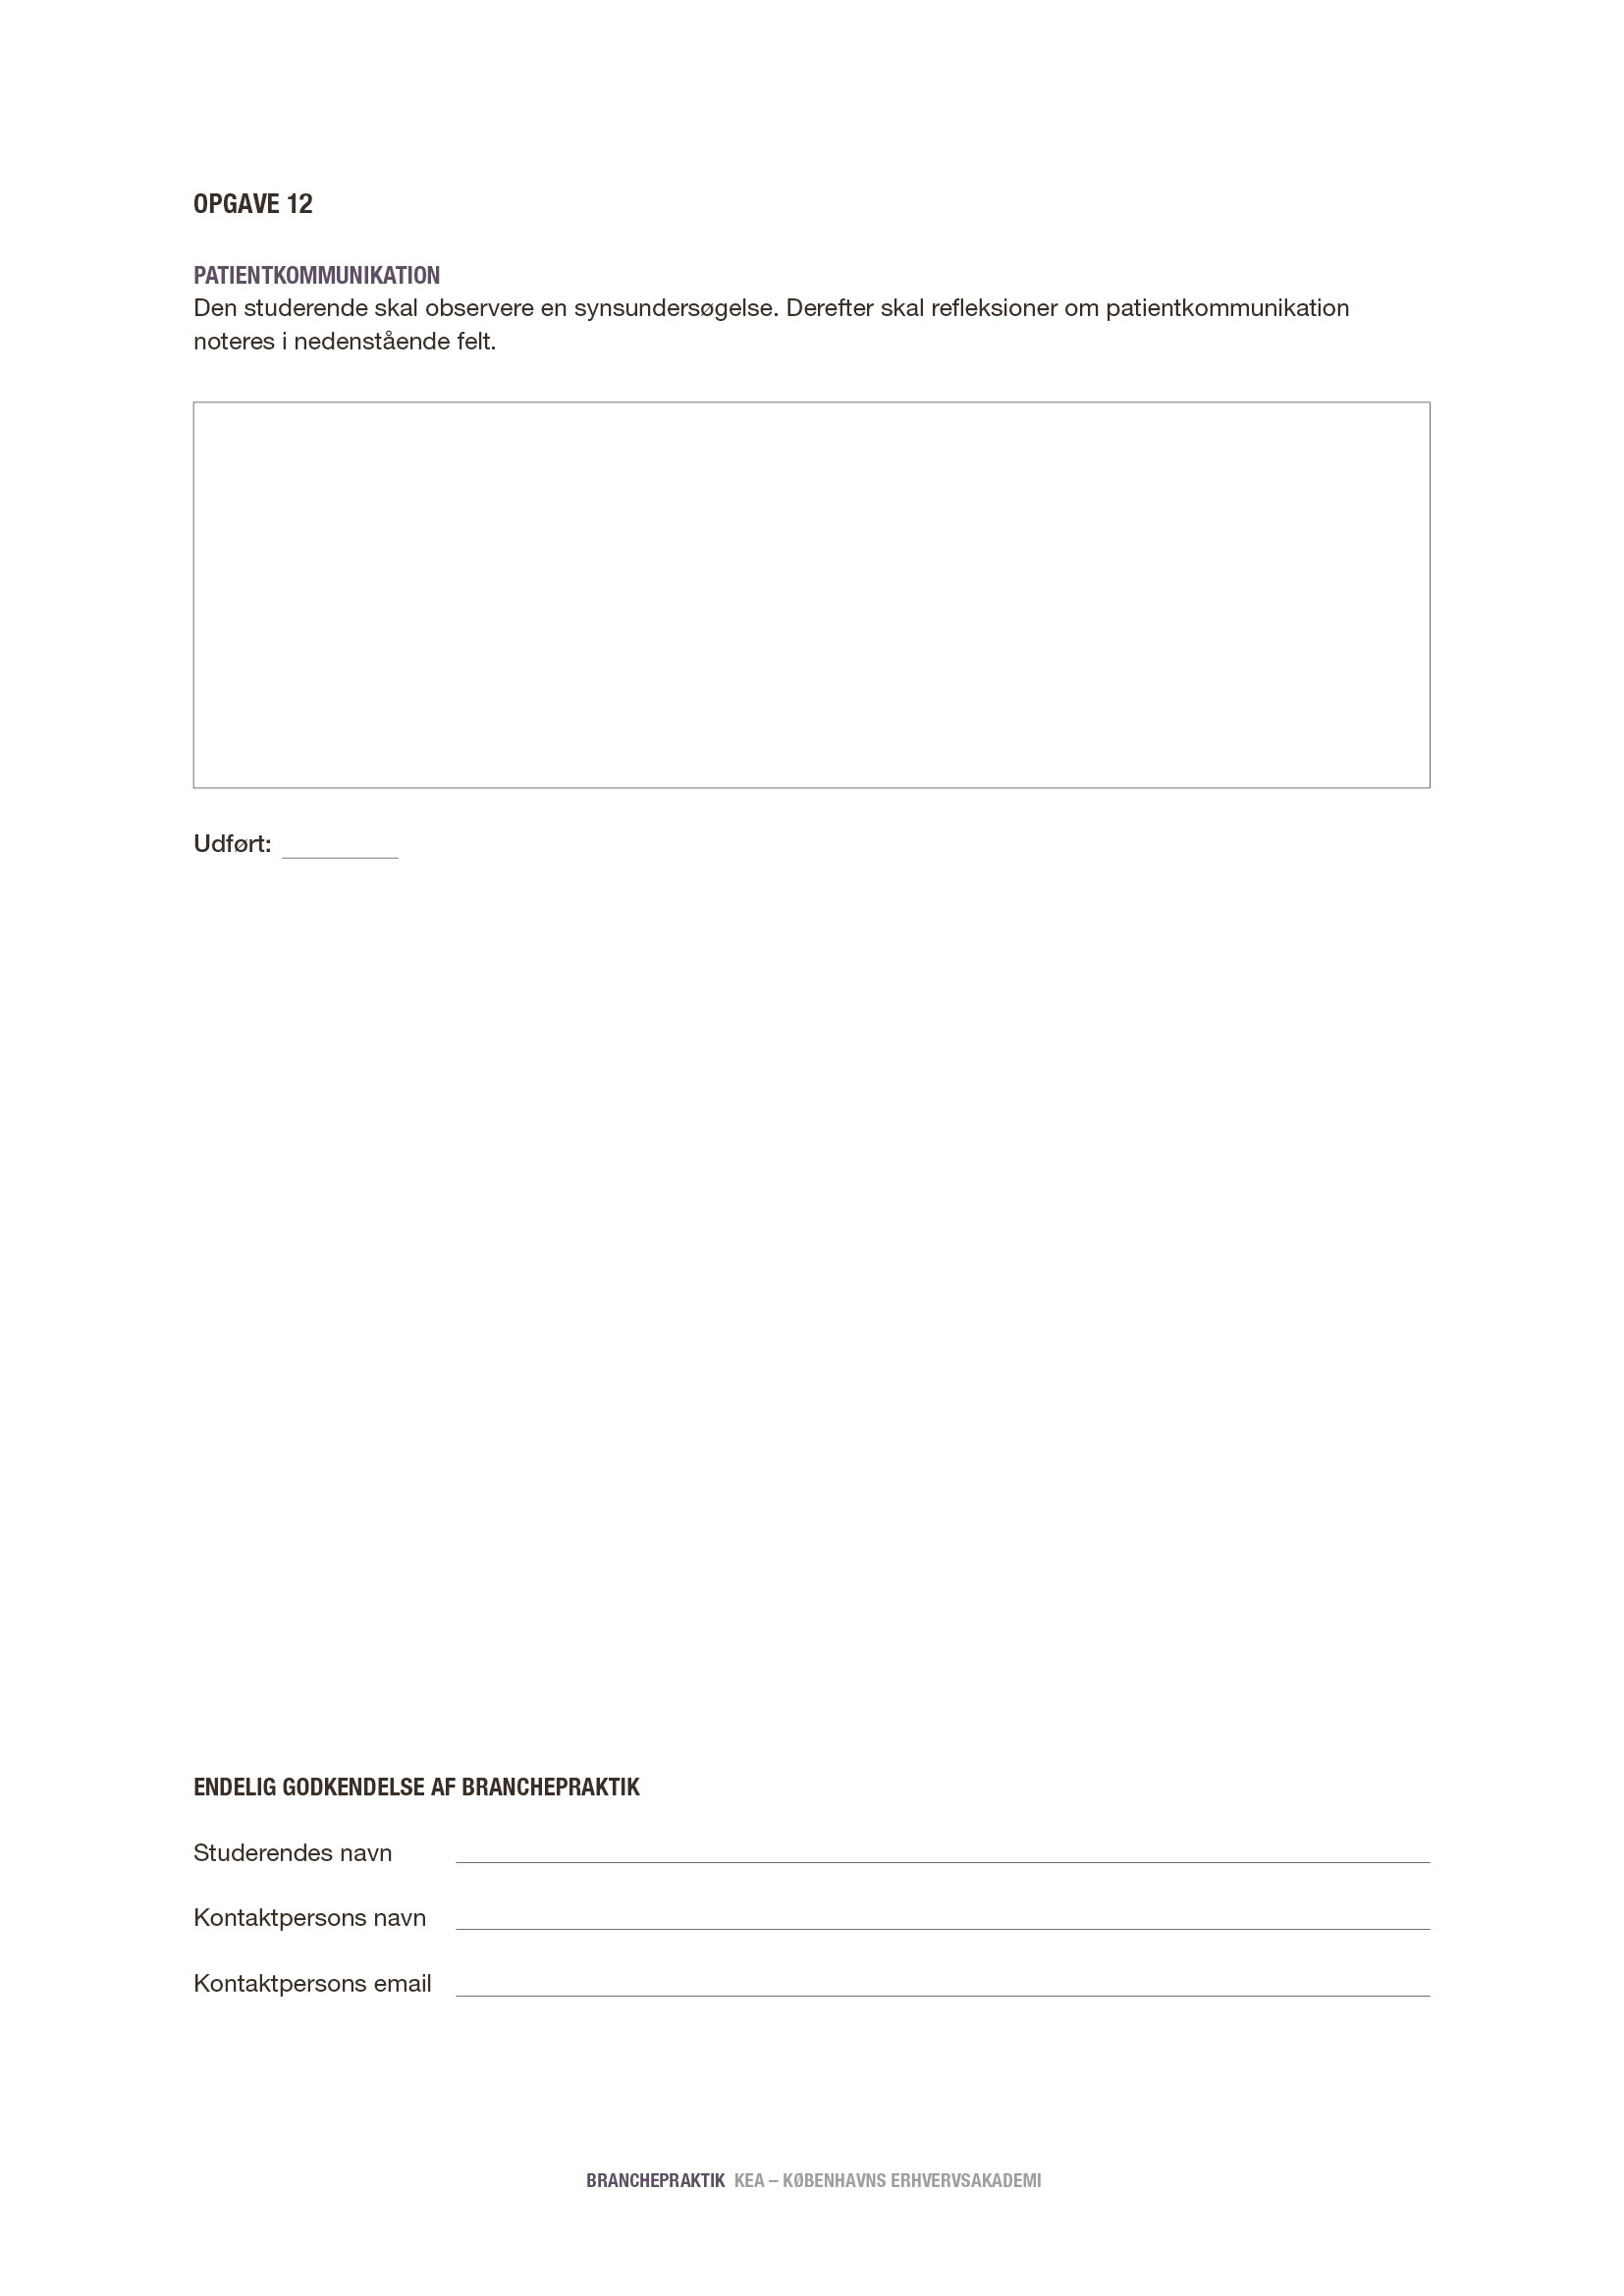 OPGAVE 12
PATIENTKOMMUNIKATION
Den studerende skal observere en synsundersøgelse. Derefter skal refleksioner om patientkommunikation
noteres i nedenstående felt.
Udført:
ENDELIG GODKENDELSE AF BRANCHEPRAKTIK
Studerendes navn
Kontaktpersons navn
Kontaktpersons email
BRANCHEPRAKTIK KEA – KØBENHAVNS ERHVERVSAKADEMI